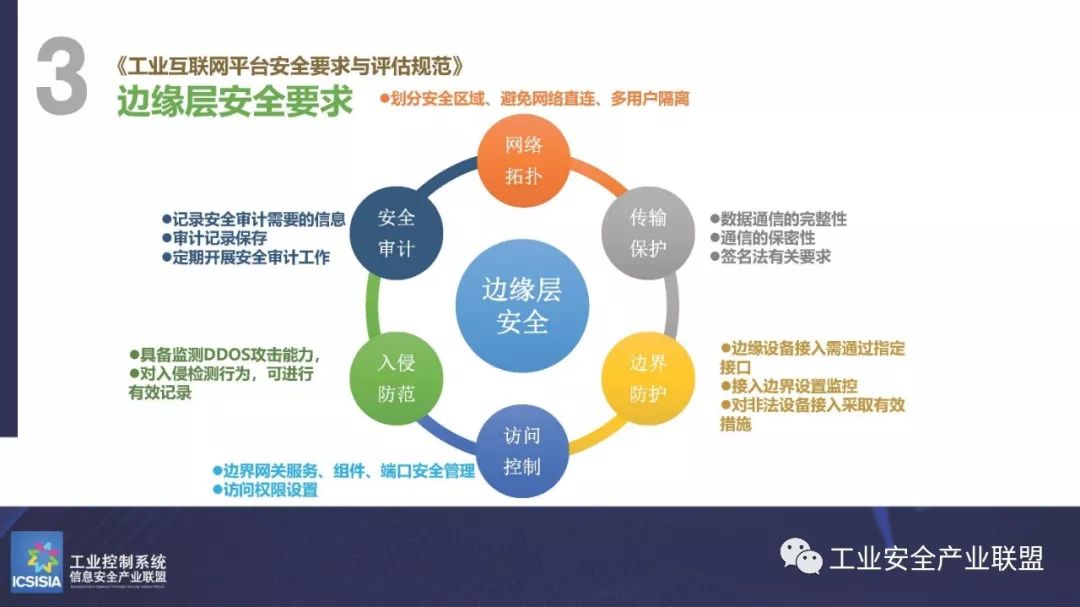 3
《工业互联网平台安全要求与评估规范》
边缘层安全要求
●划分安全区域、避免网络直连、多用户隔离
网络
拓扑
传输
保护
●数据通信的完整性
●通信的保密性
●签名法有关要求
边界
防护
●边缘设备接入需通过指定
接口
●接入边界设置监控
●对非法设备接入采取有效
措施
访问
控制
●边界网关服务、组件、端口安全管理
●访问权限设置
入侵
防范
●具备监测DDOS攻击能力，
●对入侵检测行为，可进行
有效记录
安全
审计
●记录安全审计需要的信息
●审计记录保存
●定期开展安全审计工作
边缘层
安全
ICSISIA
工业控制系统
信息安全产业联盟
工业安全产业联盟